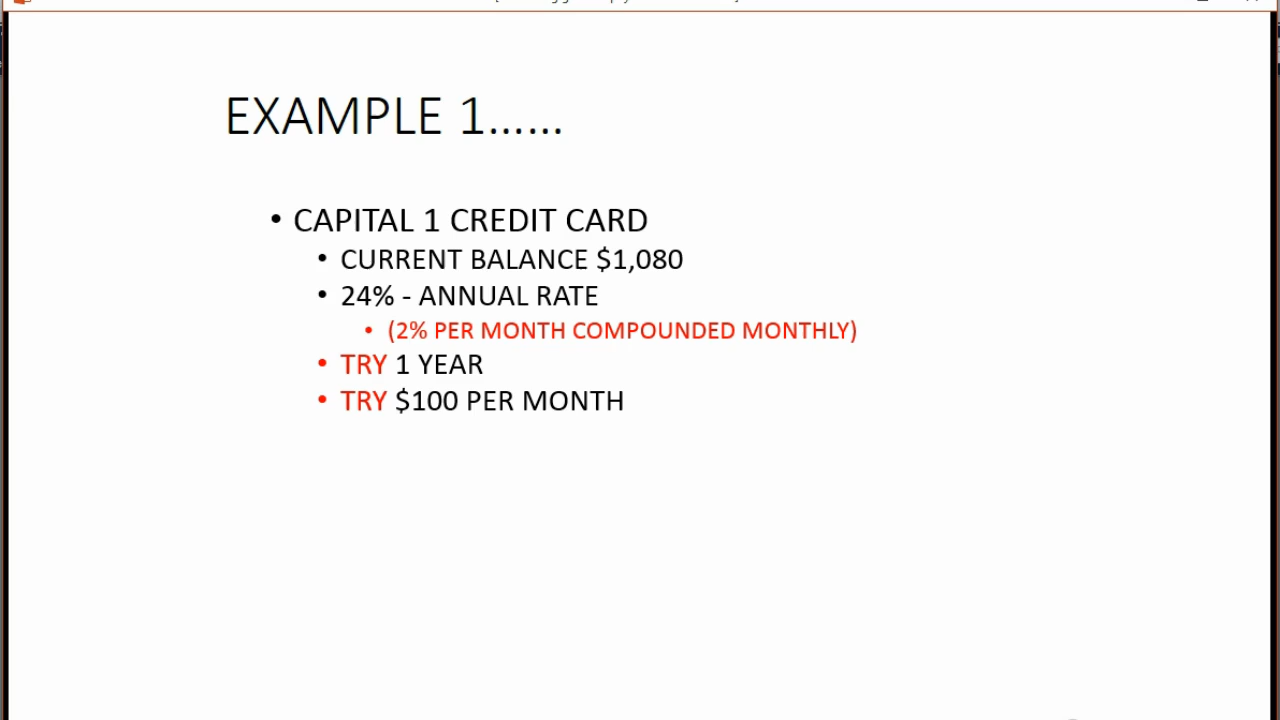 EXAMPLE 1......
• CAPITAL 1 CREDIT CARD
• CURRENT BALANCE $1,080
• 24% - ANNUAL RATE
• (2% PER MONTH COMPOUNDED MONTHLY)
• TRY 1 YEAR
• TRY $100 PER MONTH